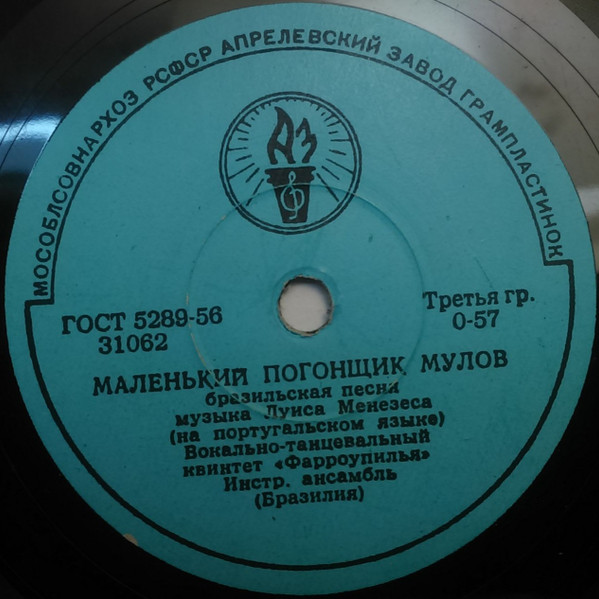 МОСОБЛСОВНАРХОЗ РСФСР АПРЕЛЕВСКИЙ ЗАВОД ГРАМПЛАСТИНОК
АЗ
ГОСТ 5289-56
31062
Третья гр.
0-57
МАЛЕНЬКИЙ ПОГОНЩИК МУЛОВ
бразильская песня
музыка Луиса Менезеса
(на португальском языке)
Вокально-танцевальный
квинтет «Фарроупилья»
Инстр. ансамбль
(Бразилия)